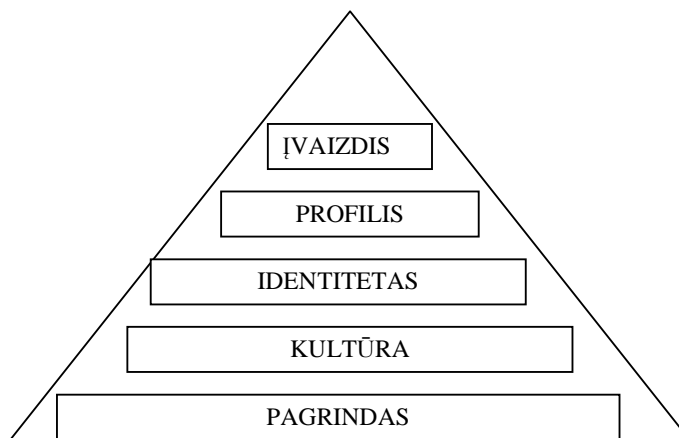 ĮVAIZDIS
PROFILIS
IDENTITETAS
KULTŪRA
PAGRINDAS